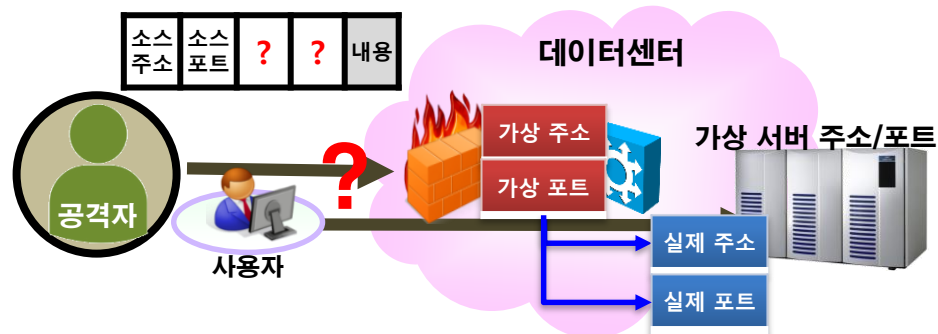 소스
주소
소스
포트
?
?
내용
데이터센터
가상 주소
가상 포트
가상 서버 주소/포트
?
공격자
사용자
실제 주소
실제 포트